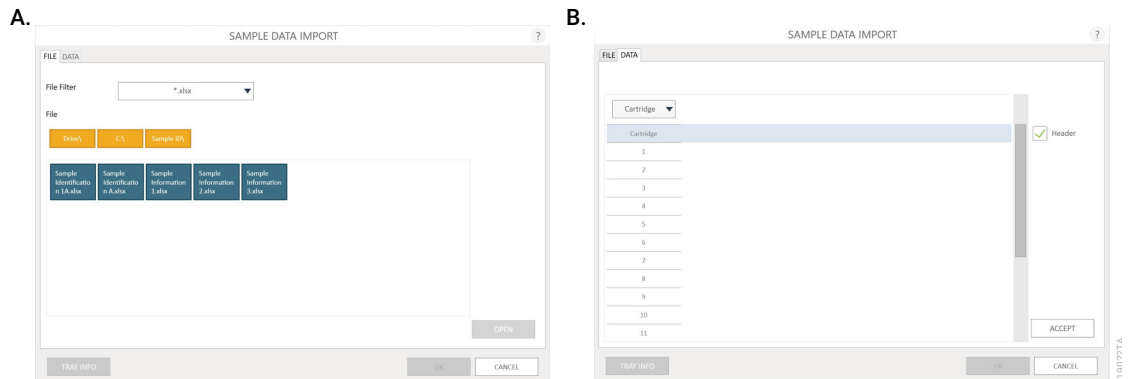 A.
SAMPLE DATA IMPORT
?
FILE DATA
File Filter
*.xlsx
File
Drive\ C:\ Sample ID\
Sample Identificatio n 1A.xlsx
Sample Identificatio n A.xlsx
Sample Information 1.xlsx
Sample Information 2.xlsx
Sample Information 3.xlsx
OPEN
TRAY INFO OK CANCEL
B.
SAMPLE DATA IMPORT
?
FILE DATA
Cartridge
Cartridge
Header
1
2
3
4
5
6
7
8
9
10
11
ACCEPT
TRAY INFO OK CANCEL
19022TA